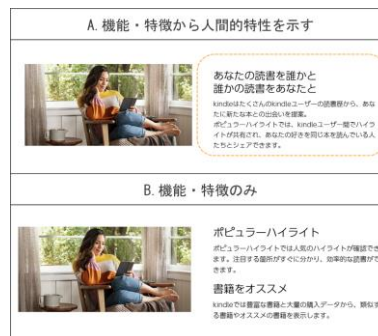 A.機能・特徴から人間的特性を示す
あなたの読書を誰かと
誰かの読書をあなたと
kindleはたくさんのkindleユーザーの読書歴から、あな
たに新たな本との出会いを提案。
ポピュラーハイライトでは、kindleユーザー間でハイラ
イトが共有され、あなたの好きを同じ本を読んでいる人
たちとシェアできます。
B.機能・特徴のみ
ポピュラーハイライト
ポピュラーハイライトでは人気のハイライトが確認でき
ます。注目する箇所がすぐに分かり、効率的な読書がで
きます。
書籍をオススメ
kindleでは豊富な書籍と大量の購入データから、類似す
る書籍やオススメの書籍を表示します。